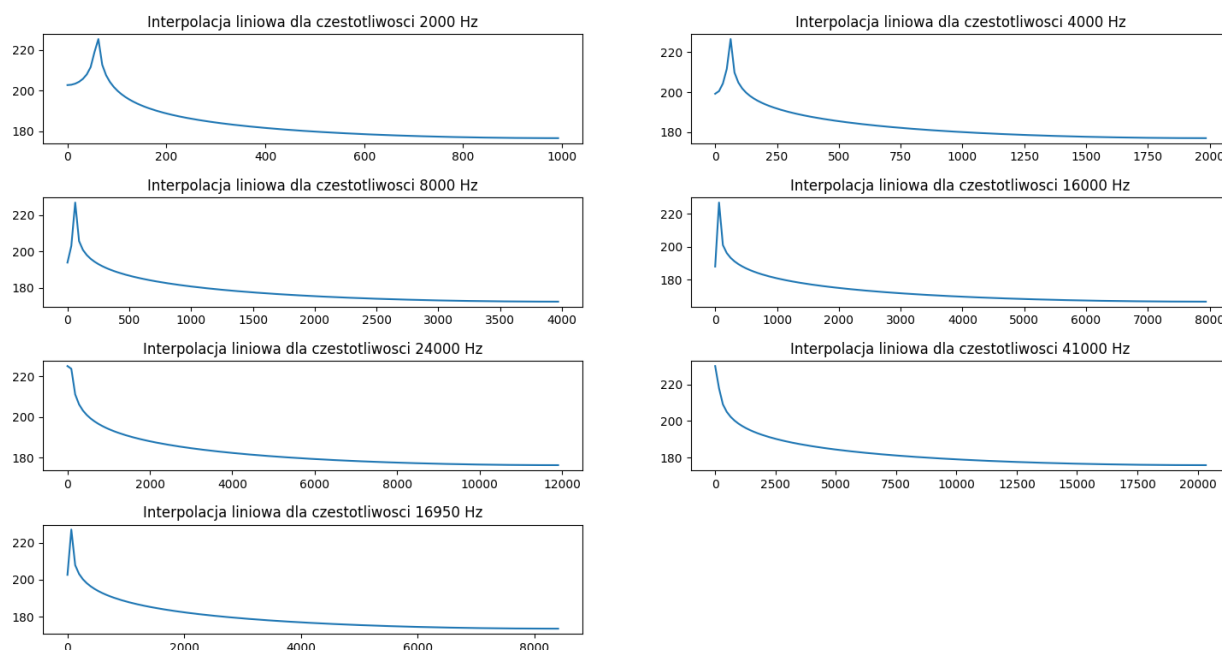 Interpolacja liniowa dla czestotliwosci 2000 Hz
220
200
180
0 200 400 600 800 1000
Interpolacja liniowa dla czestotliwosci 4000 Hz
220
200
180
0 250 500 750 1000 1250 1500 1750 2000
Interpolacja liniowa dla czestotliwosci 8000 Hz
220
200
180
0 500 1000 1500 2000 2500 3000 3500 4000
Interpolacja liniowa dla czestotliwosci 16000 Hz
220
200
180
0 1000 2000 3000 4000 5000 6000 7000 8000
Interpolacja liniowa dla czestotliwosci 24000 Hz
220
200
180
0 2000 4000 6000 8000 10000 12000
Interpolacja liniowa dla czestotliwosci 41000 Hz
220
200
180
0 2500 5000 7500 10000 12500 15000 17500 20000
Interpolacja liniowa dla czestotliwosci 16950 Hz
220
200
180
0 2000 4000 6000 8000